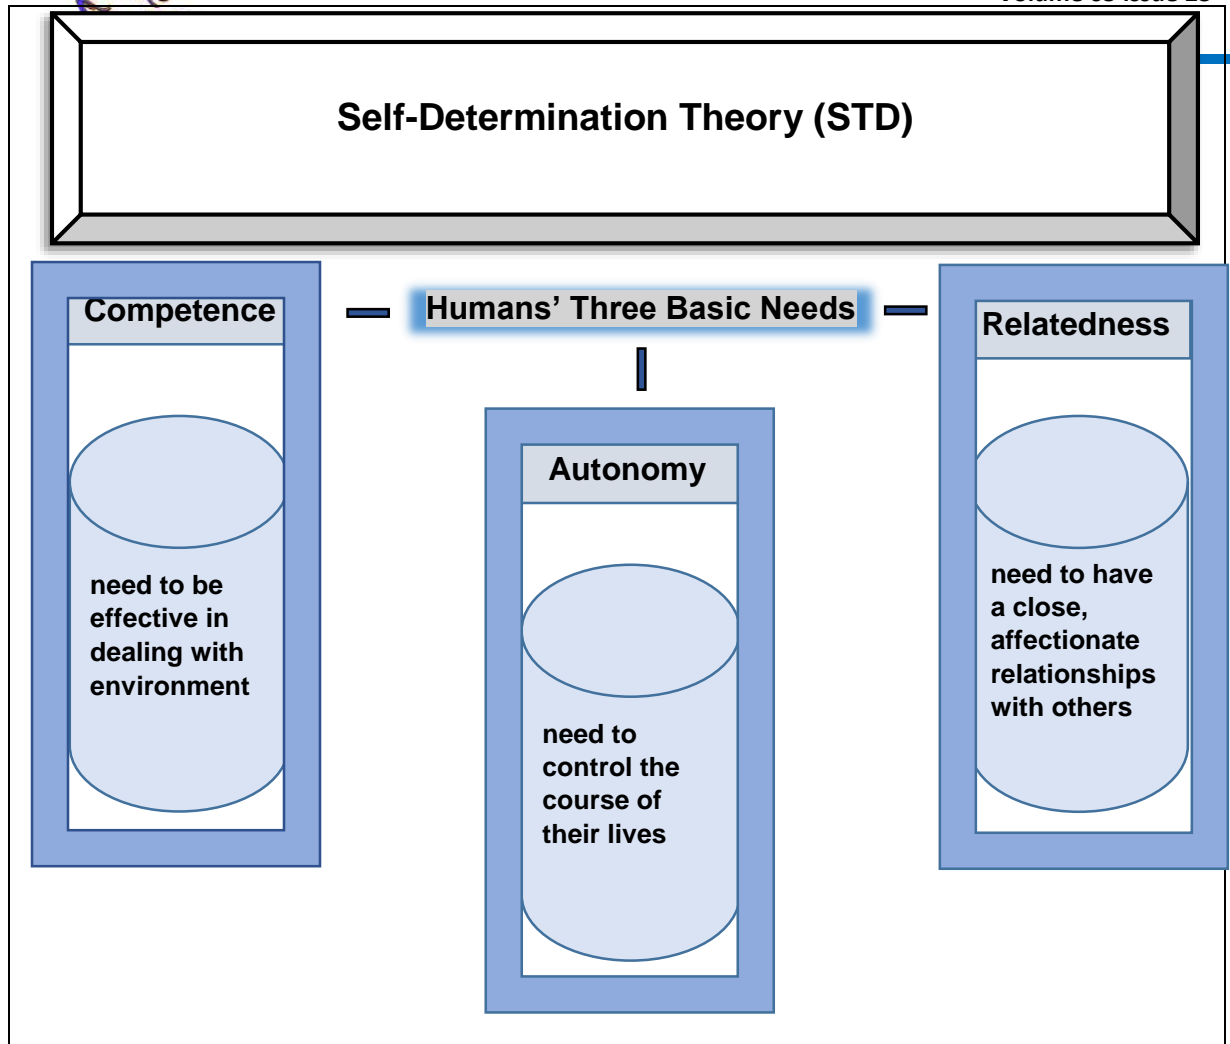 Self-Determination Theory (STD)
Competence
Humans’ Three Basic Needs
Relatedness
Autonomy
need to be
effective in
dealing with
environment
need to
control the
course of
their lives
need to have
a close,
affectionate
relationships
with others